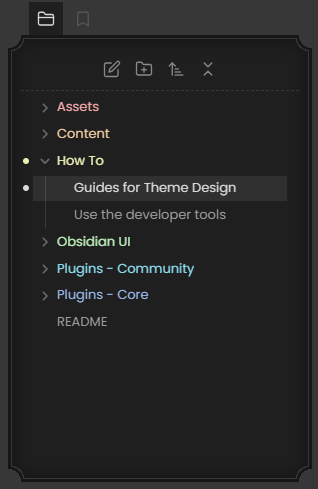 Assets
Content
How To
Guides for Theme Design
Use the developer tools
Obsidian UI
Plugins - Community
Plugins - Core
README